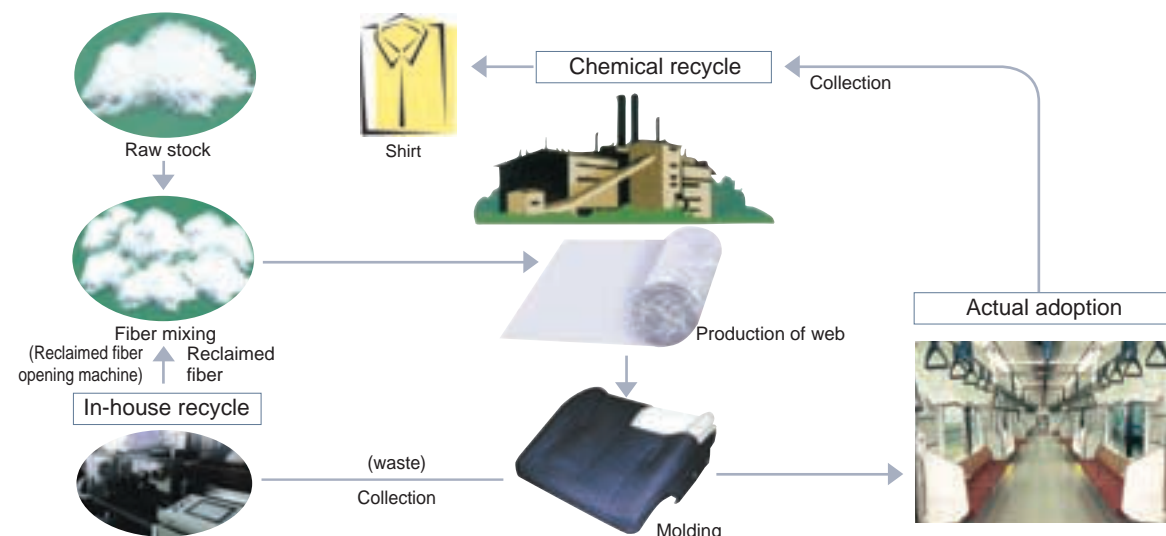 Chemical recycle
Collection
Raw stock
Shirt
Actual adoption
Fiber mixing
Production of web
(Reclaimed fiber
opening machine)
Reclaimed
fiber
In-house recycle
(waste)
Collection
Molding